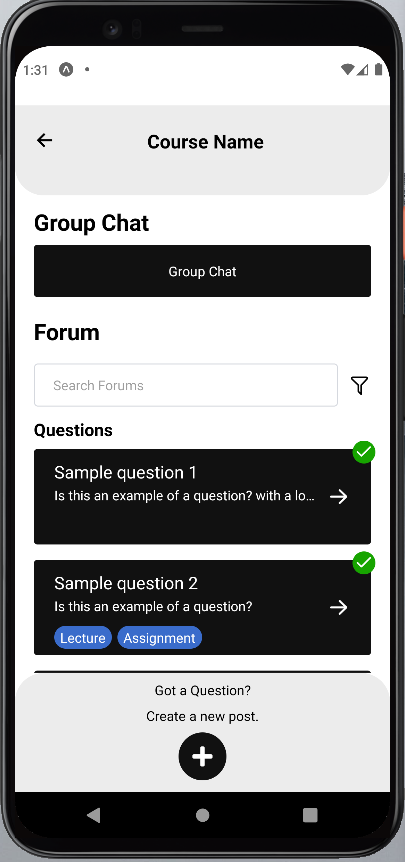 1:31
Course Name
Group Chat
Group Chat
Forum
Search Forums
Questions
Sample question 1
Is this an example of a question? with a lo...
Sample question 2
Is this an example of a question?
Lecture Assignment
Got a Question?
Create a new post.